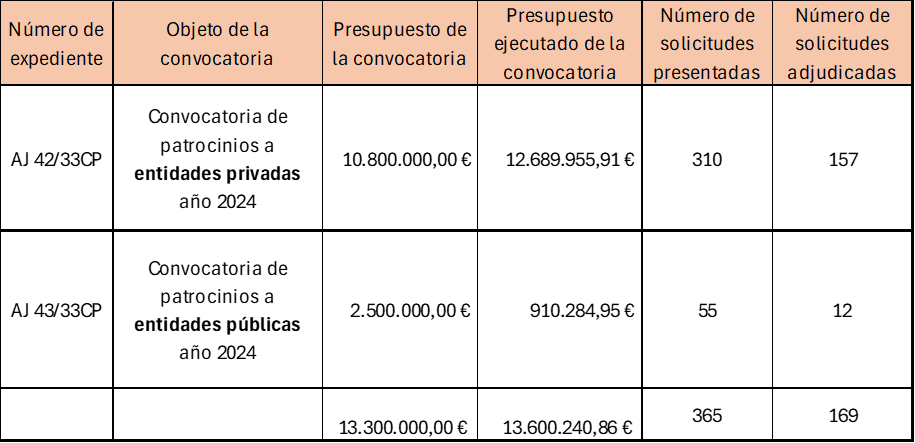 Número de expediente
Objeto de la convocatoria
Presupuesto de la convocatoria
Presupuesto ejecutado de la convocatoria
Número de solicitudes presentadas
Número de solicitudes adjudicadas
AJ 42/33CP
Convocatoria de
patrocinios a
entidades privadas
año 2024
10.800.000,00 €
12.689.955,91 €
310
157
AJ 43/33CP
Convocatoria de
patrocinios a
entidades públicas
año 2024
2.500.000,00 €
910.284,95 €
55
12
13.300.000,00 €
13.600.240,86 €
365
169